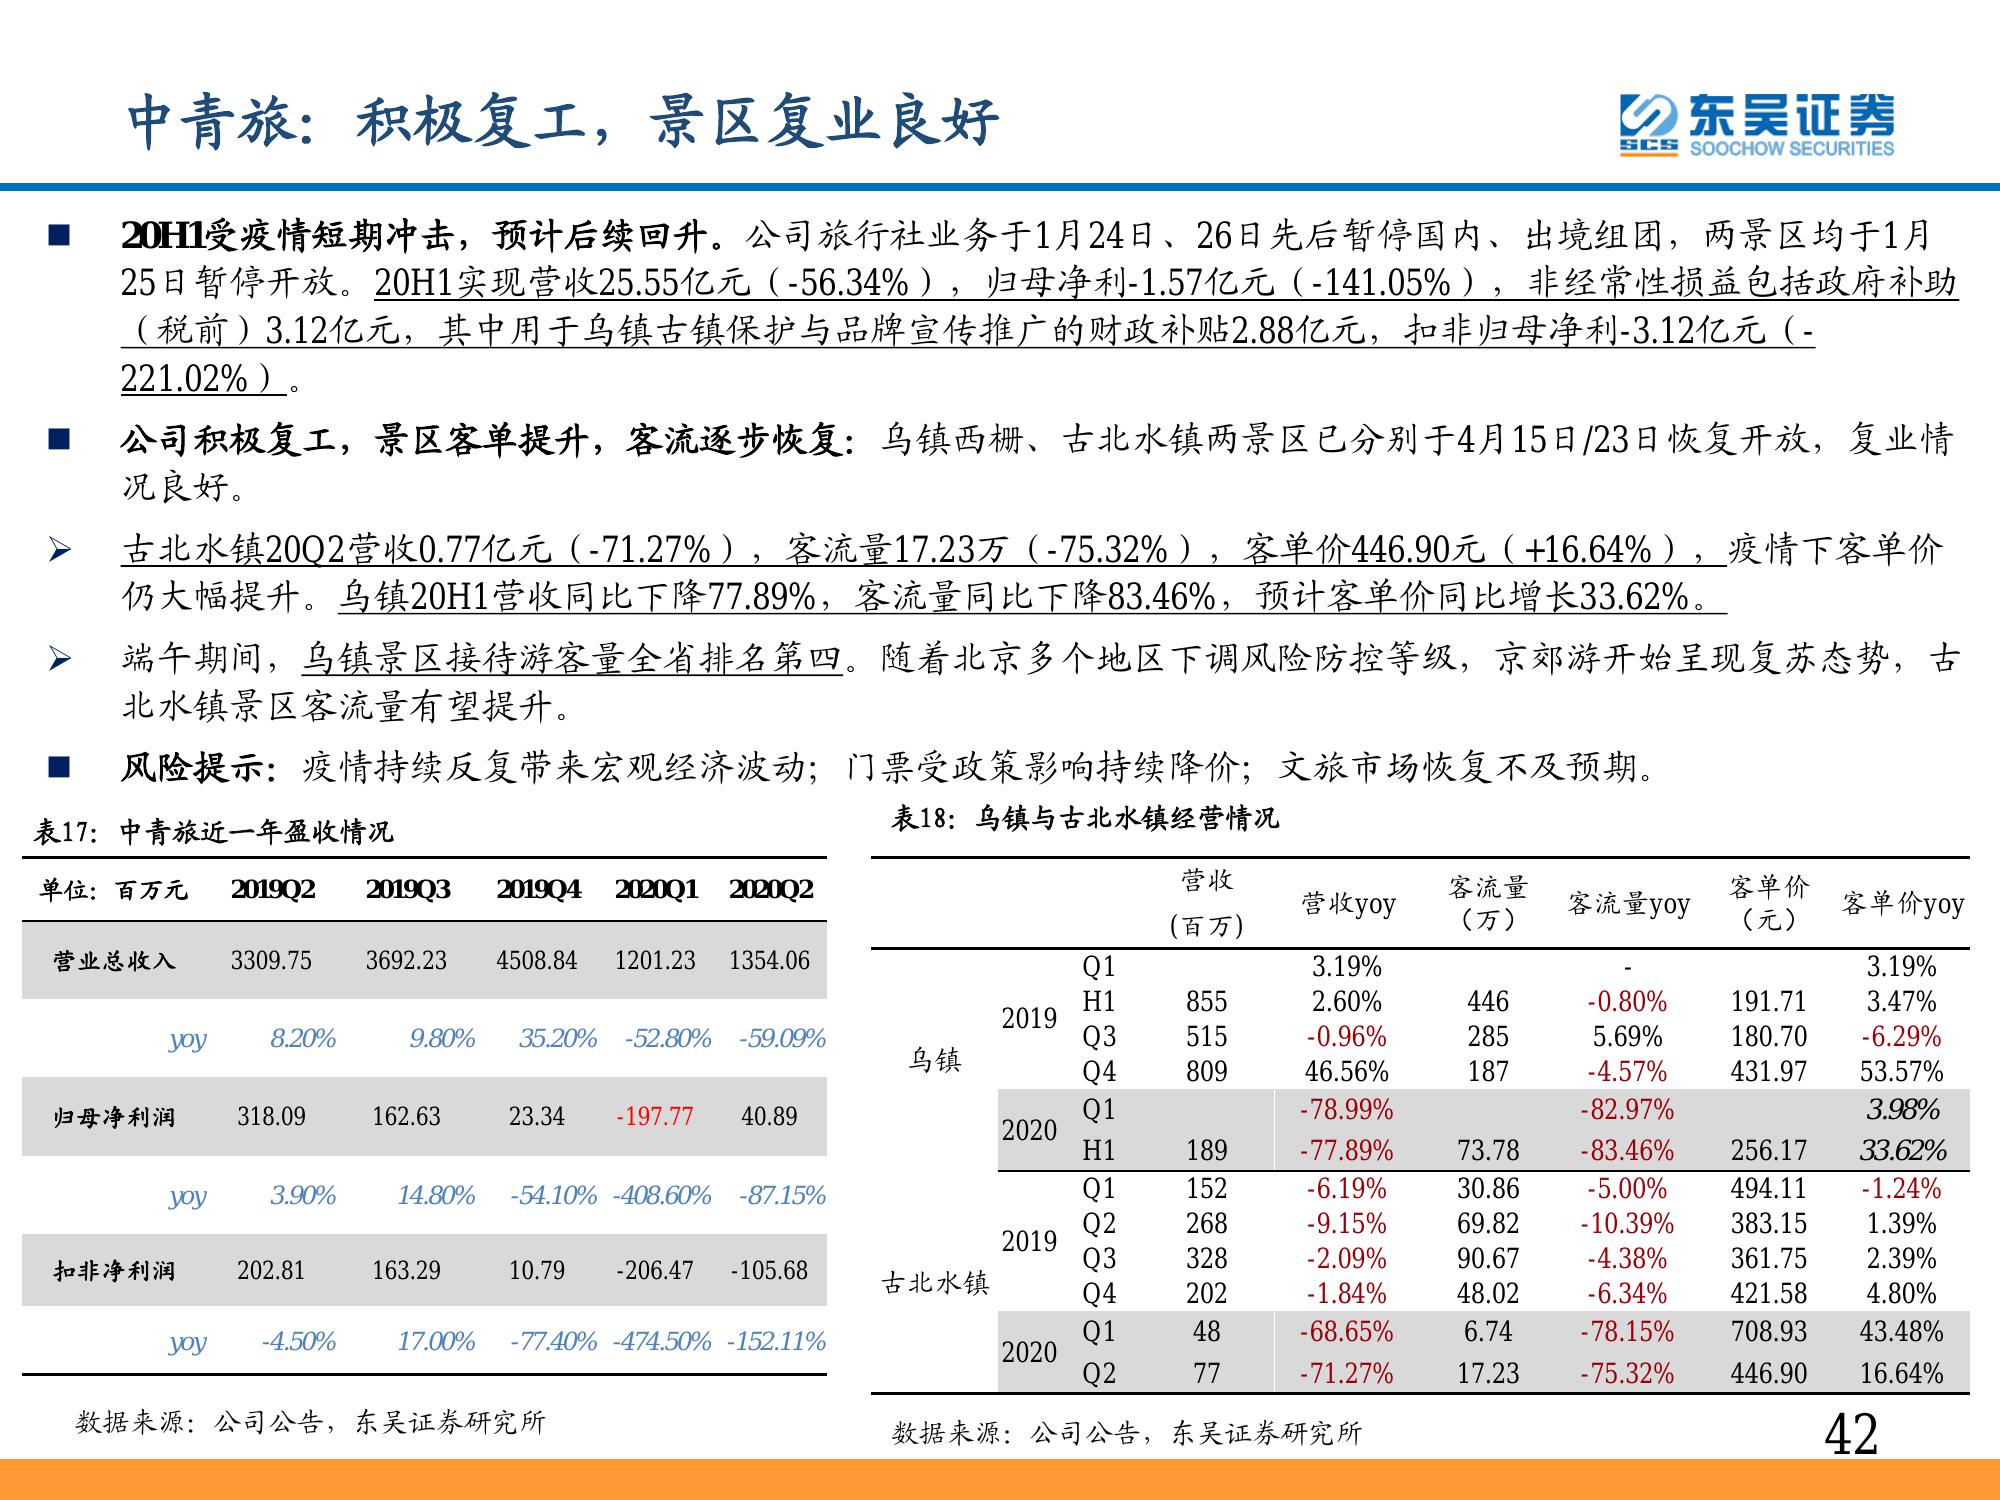 中青旅：积极复工，景区复业良好
东吴证券
SCS
SOOCHOW SECURITIES
■ 20H1受疫情短期冲击，预计后续回升。公司旅行社业务于1月24日、26日先后暂停国内、出境组团，两景区均于1月
25日暂停开放。20H1实现营收25.55亿元（-56.34%），归母净利-1.57亿元（-141.05%），非经常性损益包括政府补助
（税前）3.12亿元，其中用于乌镇古镇保护与品牌宣传推广的财政补贴2.88亿元，扣非归母净利-3.12亿元（-
221.02%）。
■ 公司积极复工，景区客单提升，客流逐步恢复：乌镇西栅、古北水镇两景区已分别于4月15日/23日恢复开放，复业情
况良好。
➢ 古北水镇20Q2营收0.77亿元（-71.27%），客流量17.23万（-75.32%），客单价446.90元（+16.64%），疫情下客单价
仍大幅提升。乌镇20H1营收同比下降77.89%，客流量同比下降83.46%，预计客单价同比增长33.62%。
➢ 端午期间，乌镇景区接待游客量全省排名第四。随着北京多个地区下调风险防控等级，京郊游开始呈现复苏态势，古
北水镇景区客流量有望提升。
■ 风险提示：疫情持续反复带来宏观经济波动；门票受政策影响持续降价；文旅市场恢复不及预期。
表17：中青旅近一年盈收情况
单位：百万元 2019Q2 2019Q3 2019Q4 2020Q1 2020Q2
营业总收入 3309.75 3692.23 4508.84 1201.23 1354.06
yoy 8.20% 9.80% 35.20% -52.80% -59.09%
归母净利润 318.09 162.63 23.34 -197.77 40.89
yoy 3.90% 14.80% -54.10% -408.60% -87.15%
扣非净利润 202.81 163.29 10.79 -206.47 -105.68
yoy -4.50% 17.00% -77.40% -474.50% -152.11%
数据来源：公司公告，东吴证券研究所
表18：乌镇与古北水镇经营情况
营收(百万) 营收yoy 客流量（万） 客流量yoy 客单价（元） 客单价yoy
乌镇 2019 Q1 3.19% - 3.19%
H1 855 2.60% 446 -0.80% 191.71 3.47%
Q3 515 -0.96% 285 5.69% 180.70 -6.29%
Q4 809 46.56% 187 -4.57% 431.97 53.57%
2020 Q1 -78.99% -82.97% 3.98%
H1 189 -77.89% 73.78 -83.46% 256.17 33.62%
古北水镇 2019 Q1 152 -6.19% 30.86 -5.00% 494.11 -1.24%
Q2 268 -9.15% 69.82 -10.39% 383.15 1.39%
Q3 328 -2.09% 90.67 -4.38% 361.75 2.39%
Q4 202 -1.84% 48.02 -6.34% 421.58 4.80%
2020 Q1 48 -68.65% 6.74 -78.15% 708.93 43.48%
Q2 77 -71.27% 17.23 -75.32% 446.90 16.64%
数据来源：公司公告，东吴证券研究所
42